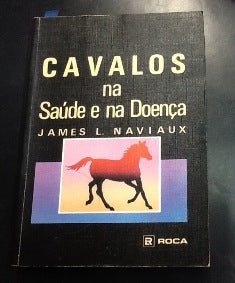 CAVALOS
na
Saúde e na Doença
JAMES L. NAVIAUX
R ROCA